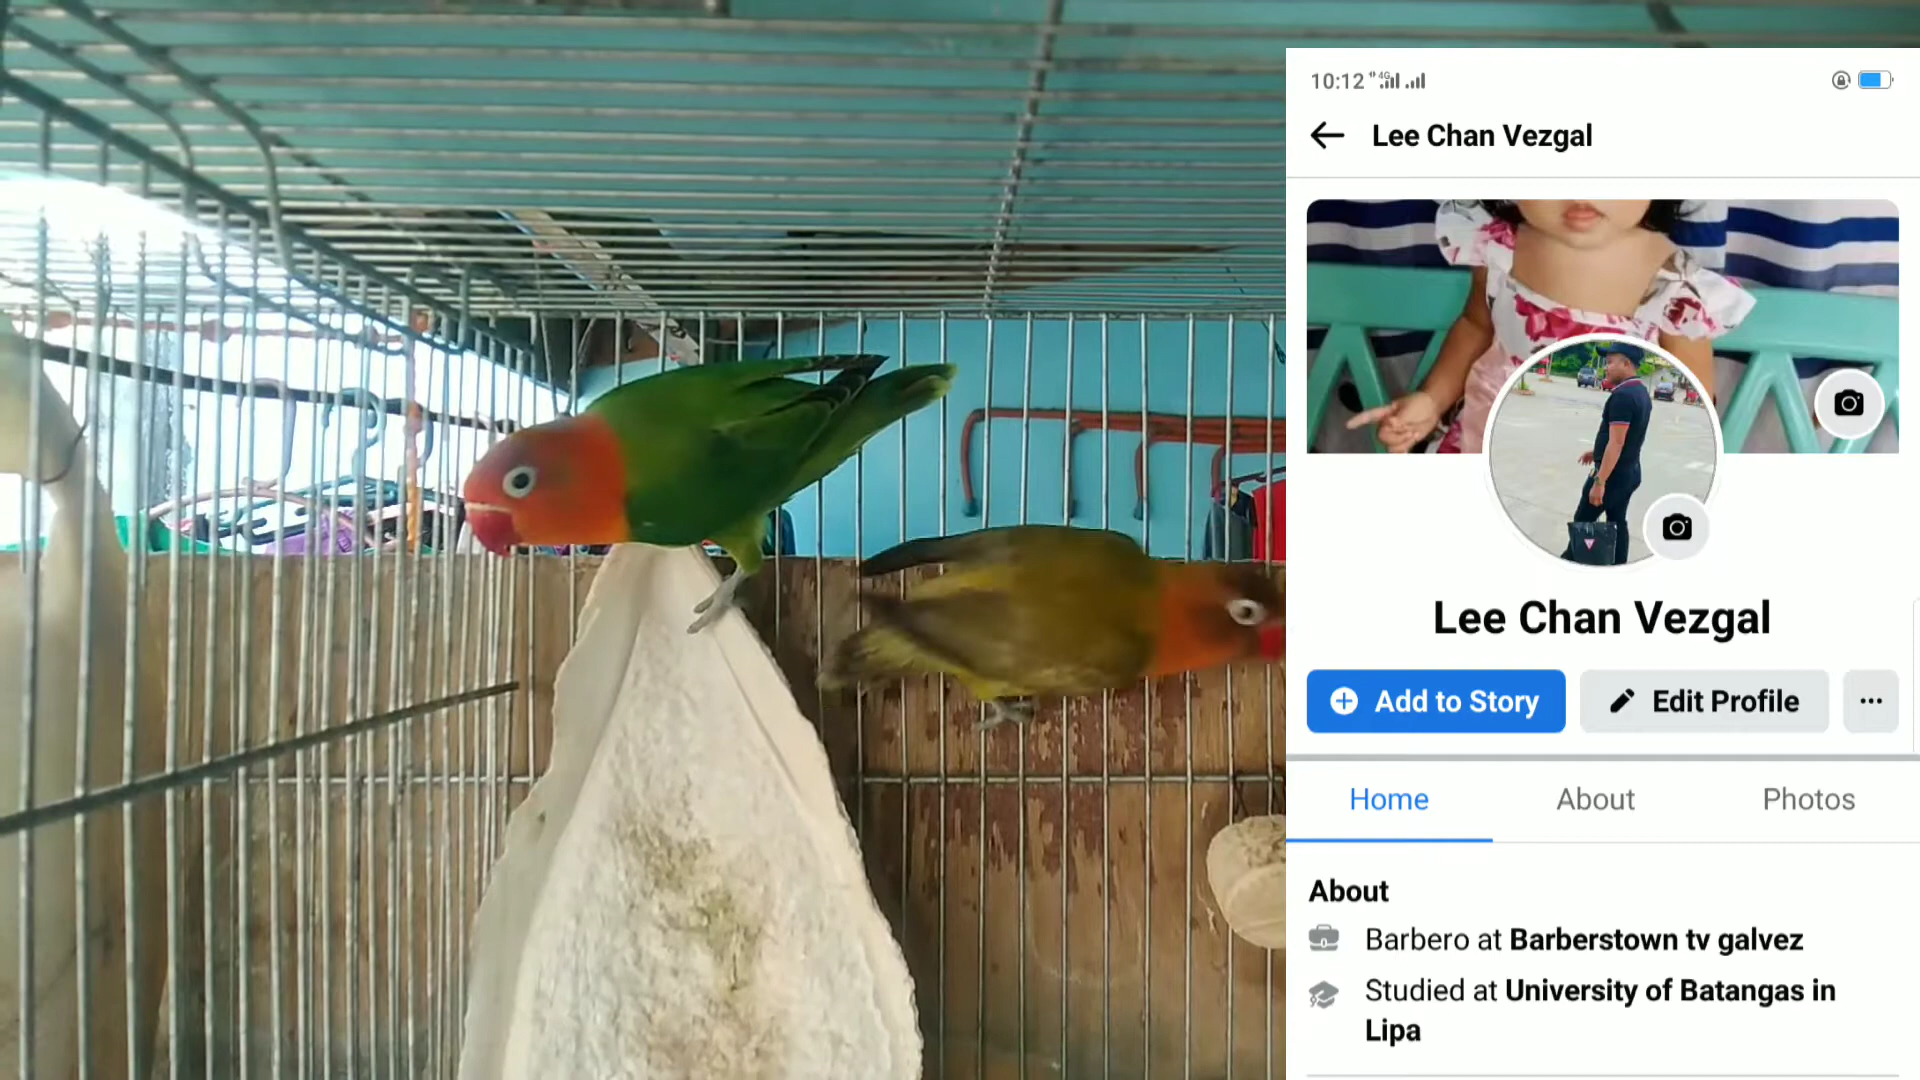 10:12 4G
Lee Chan Vezgal
Lee Chan Vezgal
Add to Story
Edit Profile
Home About Photos
About
Barbero at Barberstown tv galvez
Studied at University of Batangas in
Lipa